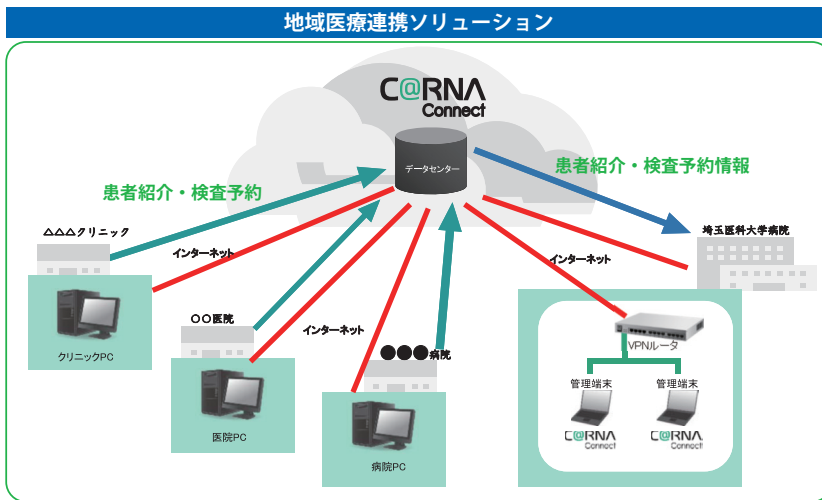 地域医療連携ソリューション
C@RNA
Connect
データセンター
患者紹介・検査予約
患者紹介・検査予約情報
△△△クリニック
インターネット
クリニックPC
〇〇医院
インターネット
医院PC
●●●病院
病院PC
埼玉医科大学病院
インターネット
VPNルータ
管理端末
管理端末
C@RNA
Connect
C@RNA
Connect